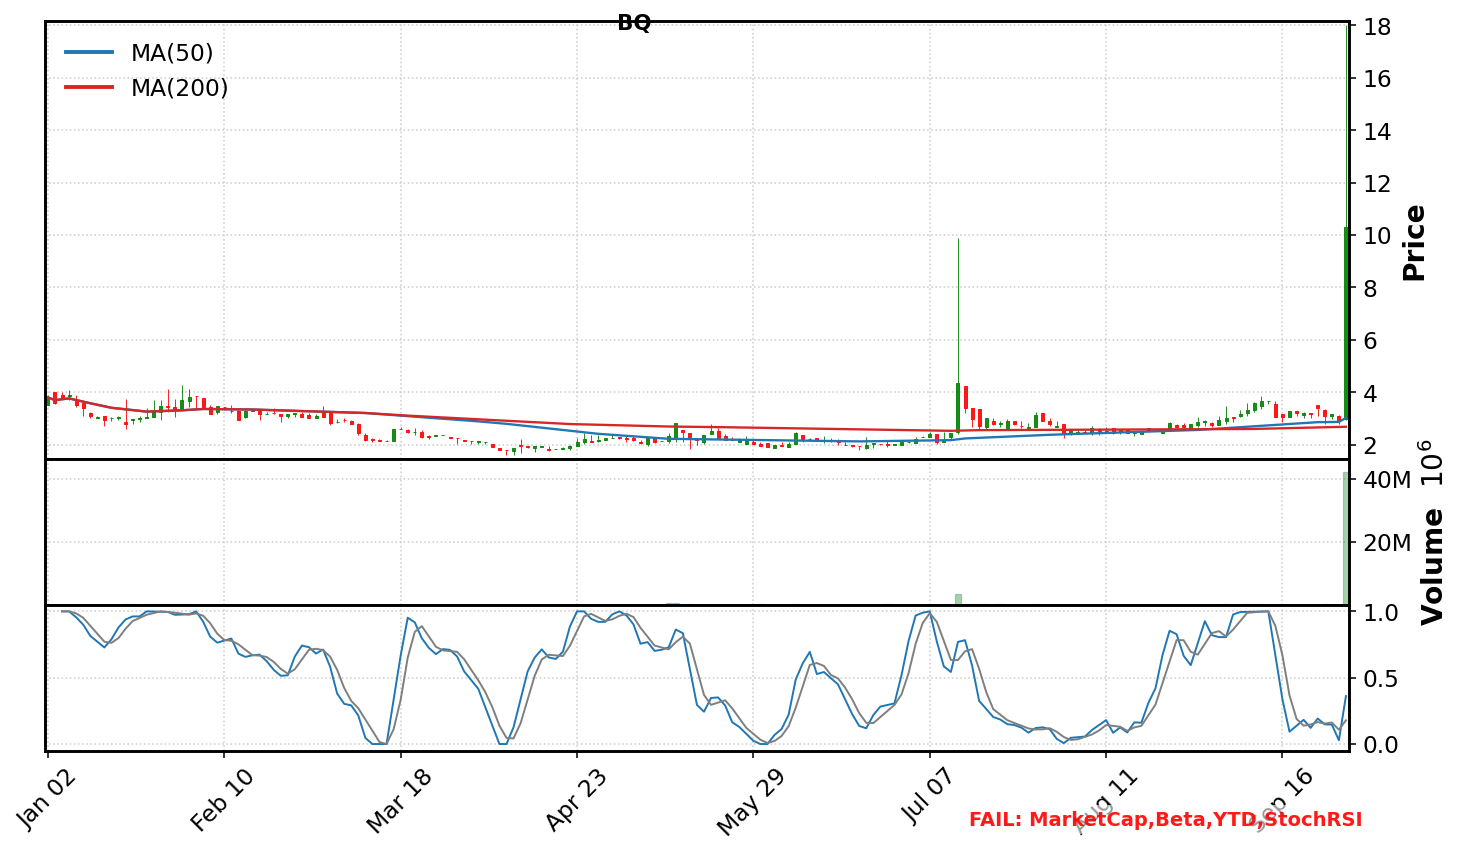 BQ
MA(50)
MA(200)
18
16
14
12
10
8
6
4
2
Price
40M
20M
Volume 10^6
1.0
0.5
0.0
Jan 02
Feb 10
Mar 18
Apr 23
May 29
Jul 07
Aug 11
Sep 16
FAIL: MarketCap,Beta,YTD,StochRSI